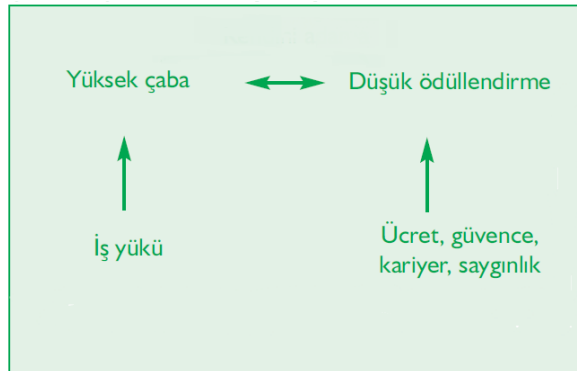 Yüksek çaba
Düşük ödüllendirme
İş yükü
Ücret, güvence,
kariyer, saygınlık